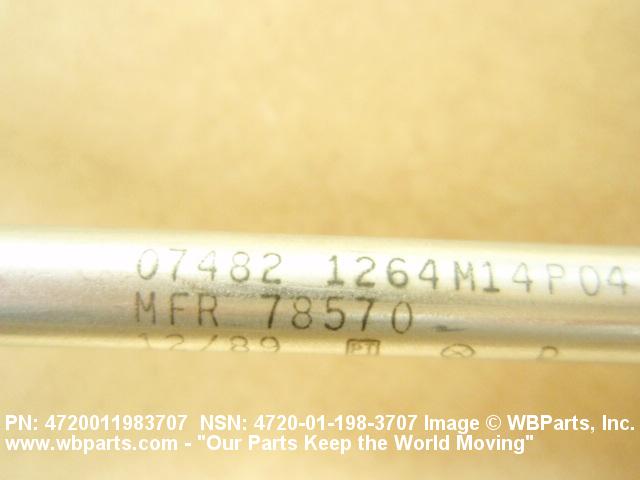 07482 1264M14P04
MFR 78570
12/89 PT
PN: 4720011983707 NSN: 4720-01-198-3707 Image © WBParts, Inc.
www.wbparts.com - "Our Parts Keep the World Moving"